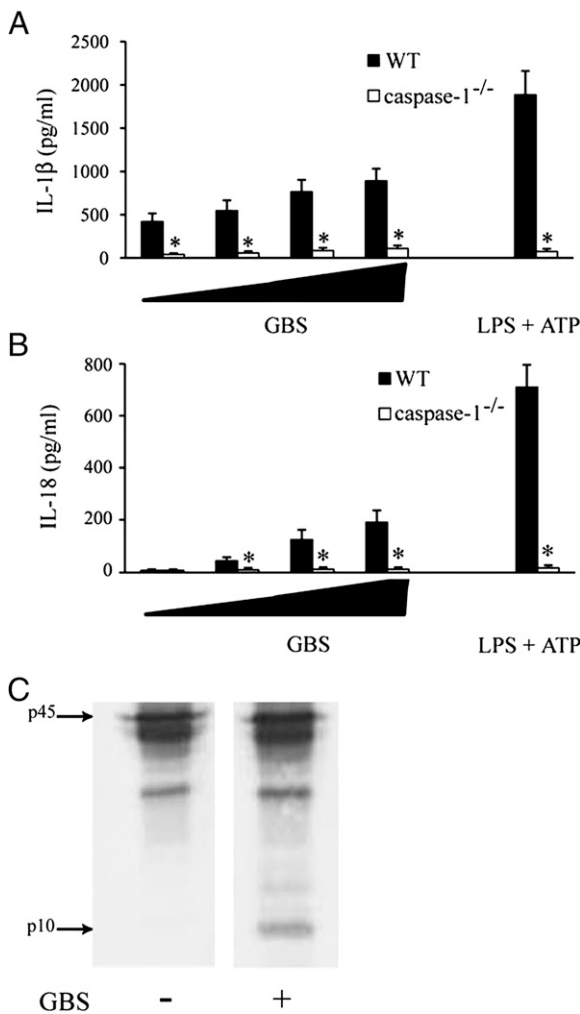 A
IL-1β (pg/ml)
2500
2000
1500
1000
500
0
WT
caspase-1-/-
* * * * *
GBS
LPS + ATP
B
IL-18 (pg/ml)
800
600
400
200
0
WT
caspase-1-/-
* * * *
GBS
LPS + ATP
C
p45
p10
GBS - +